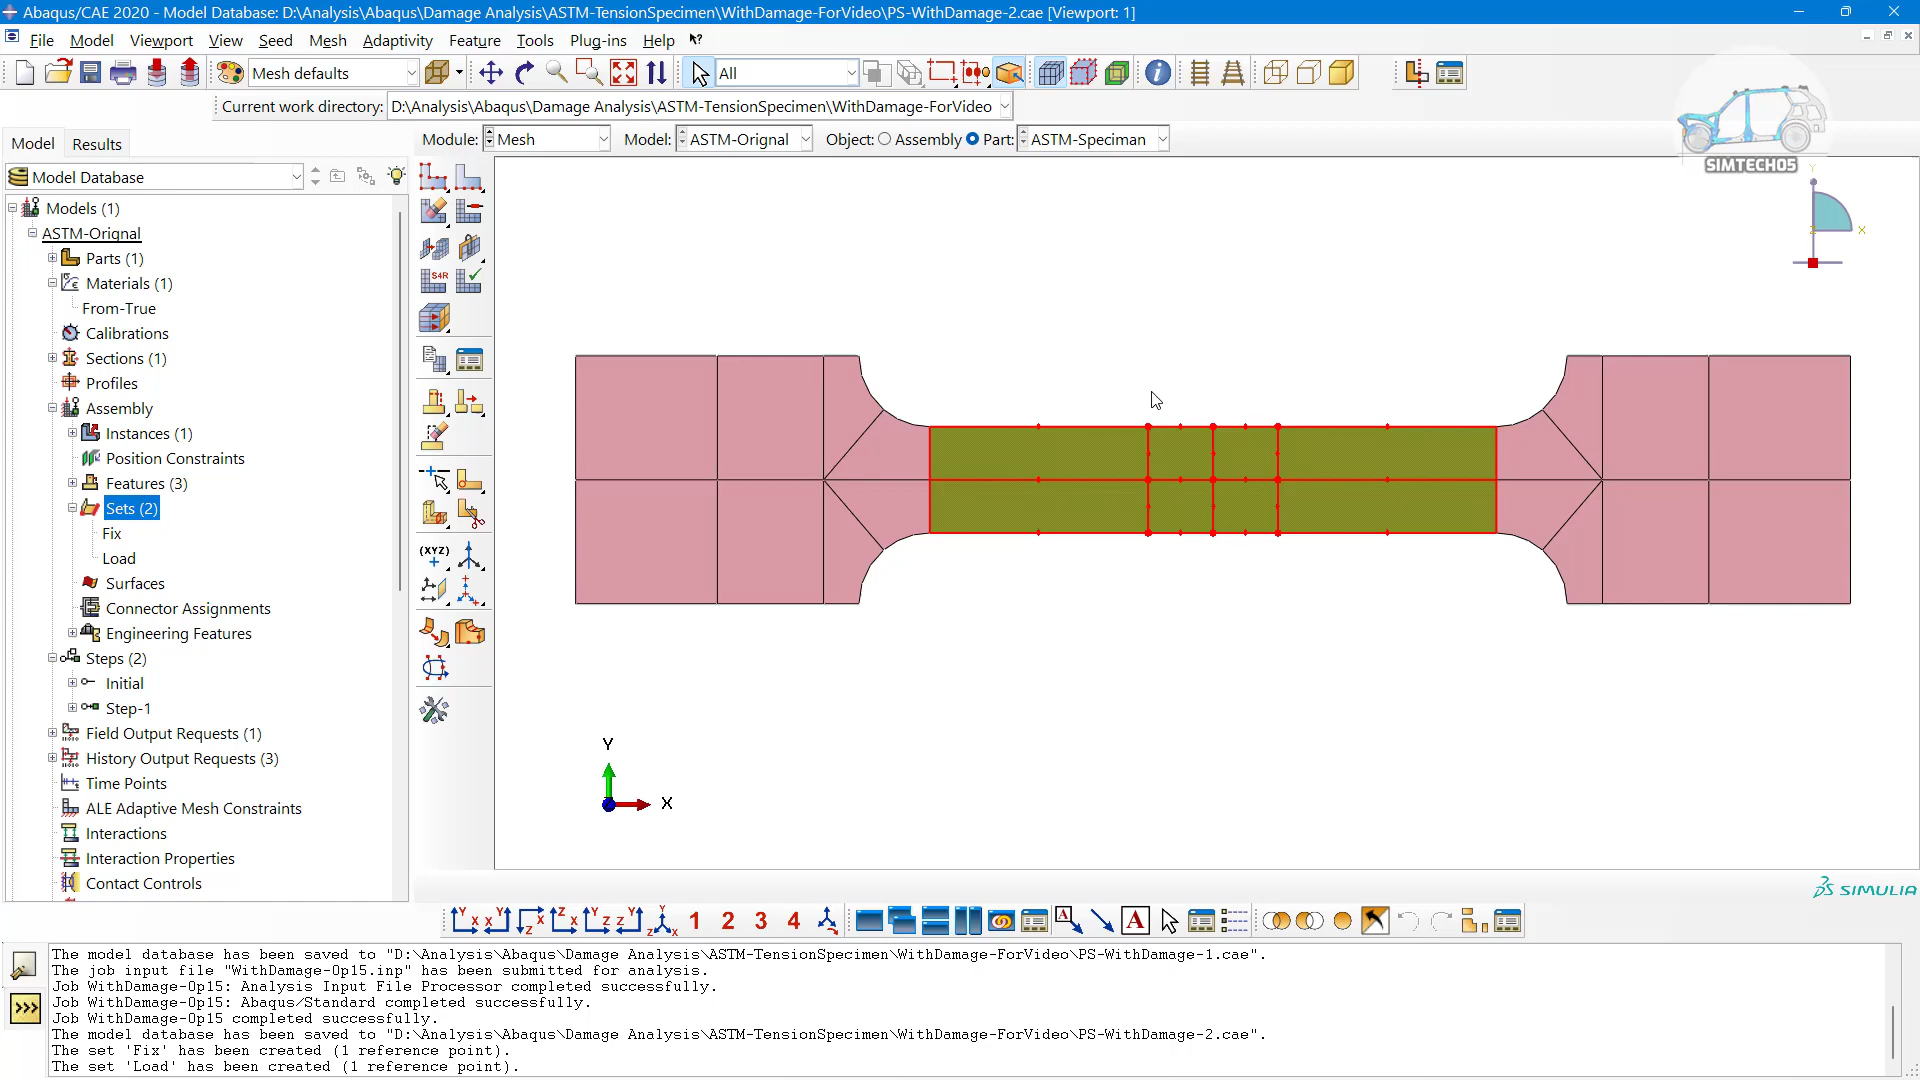 Abaqus/CAE 2020 - Model Database: D:\Analysis\Abaqus\Damage Analysis\ASTM-TensionSpecimen\WithDamage-ForVideo\PS-WithDamage-2.cae [Viewport: 1]
File Model Viewport View Seed Mesh Adaptivity Feature Tools Plug-ins Help
Mesh defaults All
Current work directory: D:\Analysis\Abaqus\Damage Analysis\ASTM-TensionSpecimen\WithDamage-ForVideo
Model Results Module: Mesh Model: ASTM-Orignal Object: Assembly Part: ASTM-Speciman
SIMTECH05
Model Database
Models (1)
ASTM-Orignal
Parts (1)
Materials (1)
From-True
Calibrations
Sections (1)
Profiles
Assembly
Instances (1)
Position Constraints
Features (3)
Sets (2)
Fix
Load
Surfaces
Connector Assignments
Engineering Features
Steps (2)
Initial
Step-1
Field Output Requests (1)
History Output Requests (3)
Time Points
ALE Adaptive Mesh Constraints
Interactions
Interaction Properties
Contact Controls
S4R
(XYZ)
Y
X
Z
Y
X
SIMULIA
1 2 3 4
A A
The model database has been saved to "D:\Analysis\Abaqus\Damage Analysis\ASTM-TensionSpecimen\WithDamage-ForVideo\PS-WithDamage-1.cae".
The job input file "WithDamage-0p15.inp" has been submitted for analysis.
Job WithDamage-0p15: Analysis Input File Processor completed successfully.
Job WithDamage-0p15: Abaqus/Standard completed successfully.
Job WithDamage-0p15 completed successfully.
The model database has been saved to "D:\Analysis\Abaqus\Damage Analysis\ASTM-TensionSpecimen\WithDamage-ForVideo\PS-WithDamage-2.cae".
The set 'Fix' has been created (1 reference point).
The set 'Load' has been created (1 reference point).